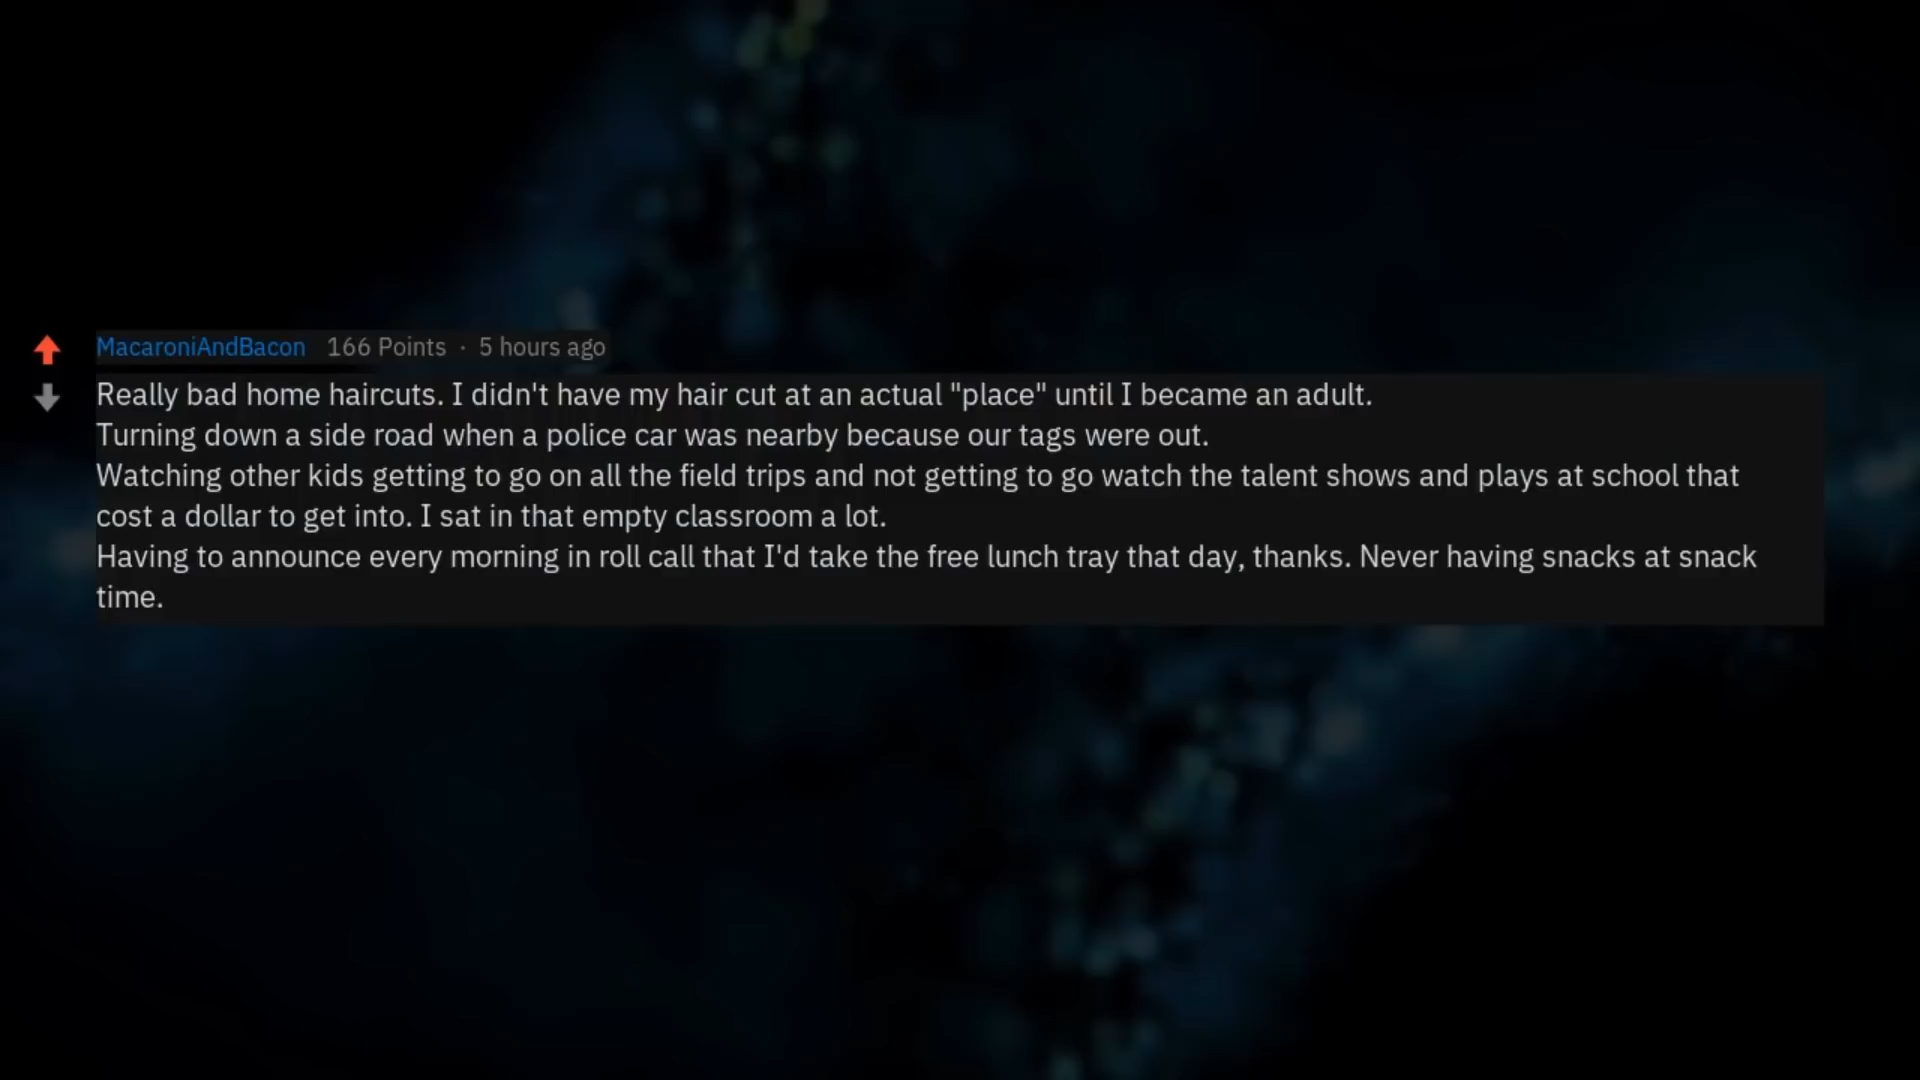 MacaroniAndBacon 166 Points · 5 hours ago
Really bad home haircuts. I didn't have my hair cut at an actual "place" until I became an adult.
Turning down a side road when a police car was nearby because our tags were out.
Watching other kids getting to go on all the field trips and not getting to go watch the talent shows and plays at school that
cost a dollar to get into. I sat in that empty classroom a lot.
Having to announce every morning in roll call that I'd take the free lunch tray that day, thanks. Never having snacks at snack
time.